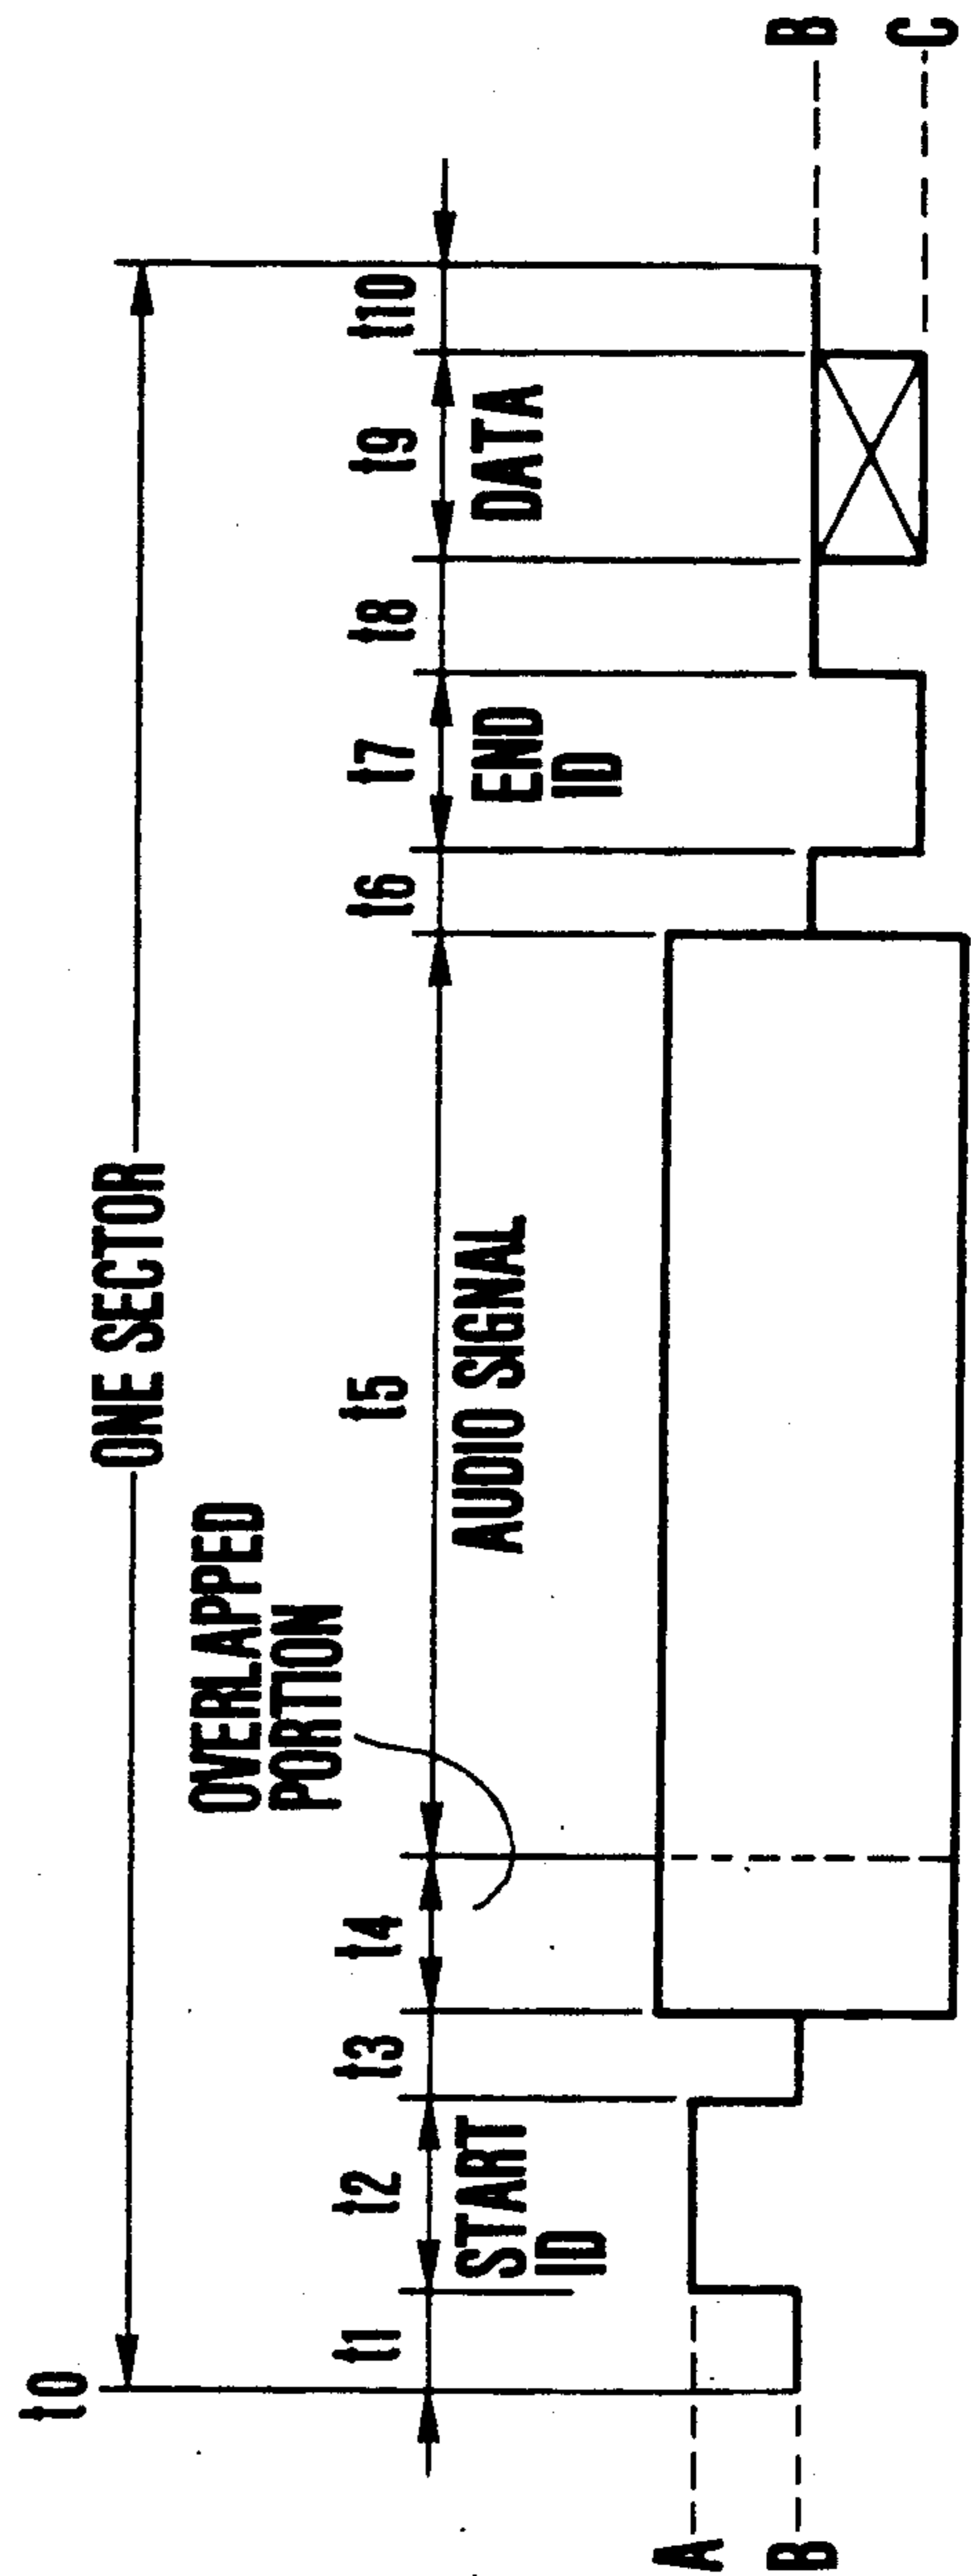 ONE SECTOR
t0
OVERLAPPED
PORTION
t1
t2
t3
t4
t5
t6
t7
t8
t9
t10
START
ID
AUDIO SIGNAL
END
ID
DATA
A
B
B
C